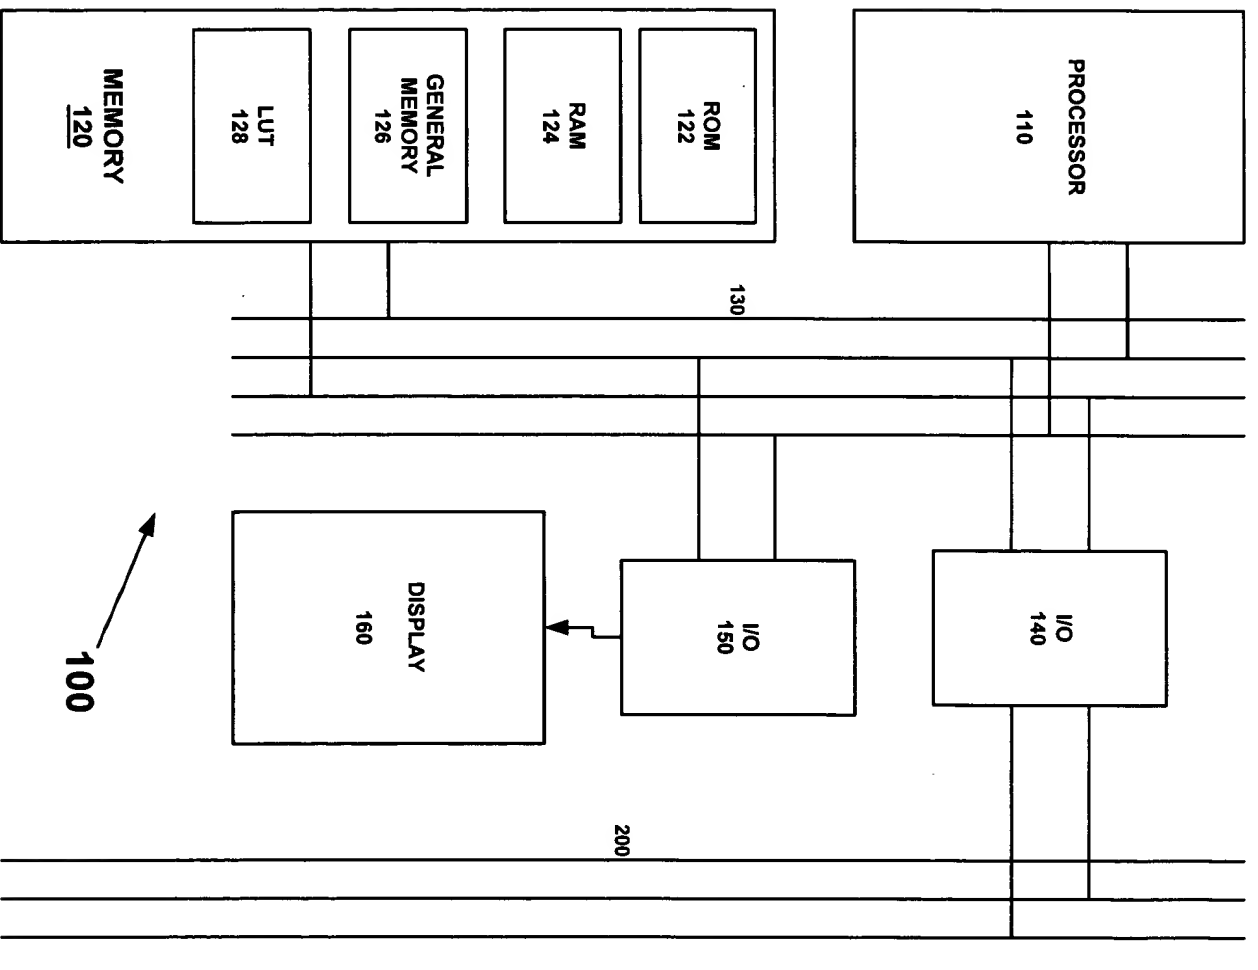 PROCESSOR
110
MEMORY
120
ROM
122
RAM
124
GENERAL
MEMORY
126
LUT
128
130
I/O
140
I/O
150
DISPLAY
160
100
200